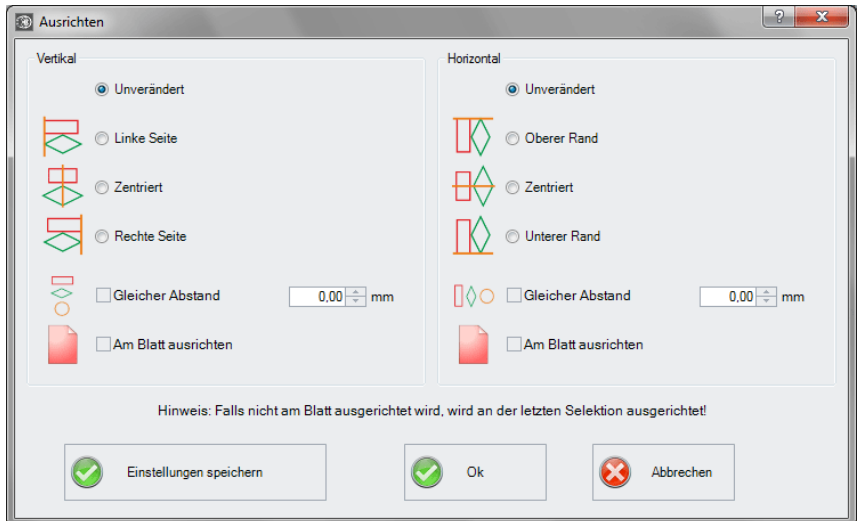 Ausrichten
?
Vertikal
Unverändert
Linke Seite
Zentriert
Rechte Seite
Gleicher Abstand 0,00 mm
Am Blatt ausrichten
Horizontal
Unverändert
Oberer Rand
Zentriert
Unterer Rand
Gleicher Abstand 0,00 mm
Am Blatt ausrichten
Hinweis: Falls nicht am Blatt ausgerichtet wird, wird an der letzten Selektion ausgerichtet!
Einstellungen speichern
Ok
Abbrechen